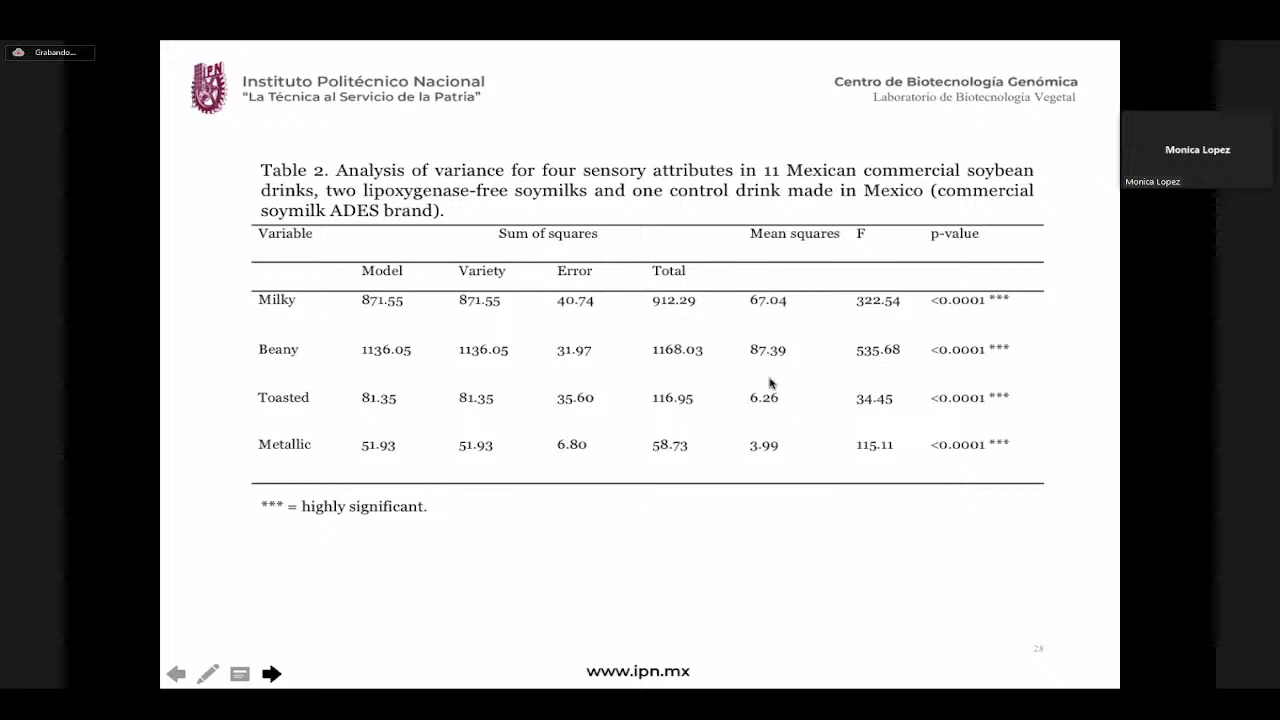 Grabando...
Instituto Politécnico Nacional
"La Técnica al Servicio de la Patria"
Centro de Biotecnología Genómica
Laboratorio de Biotecnología Vegetal
Monica Lopez
Monica Lopez
Table 2. Analysis of variance for four sensory attributes in 11 Mexican commercial soybean
drinks, two lipoxygenase-free soymilks and one control drink made in Mexico (commercial
soymilk ADES brand).
Variable Sum of squares Mean squares F p-value
Model Variety Error Total
Milky 871.55 871.55 40.74 912.29 67.04 322.54 <0.0001 ***
Beany 1136.05 1136.05 31.97 1168.03 87.39 535.68 <0.0001 ***
Toasted 81.35 81.35 35.60 116.95 6.26 34.45 <0.0001 ***
Metallic 51.93 51.93 6.80 58.73 3.99 115.11 <0.0001 ***
*** = highly significant.
28
www.ipn.mx